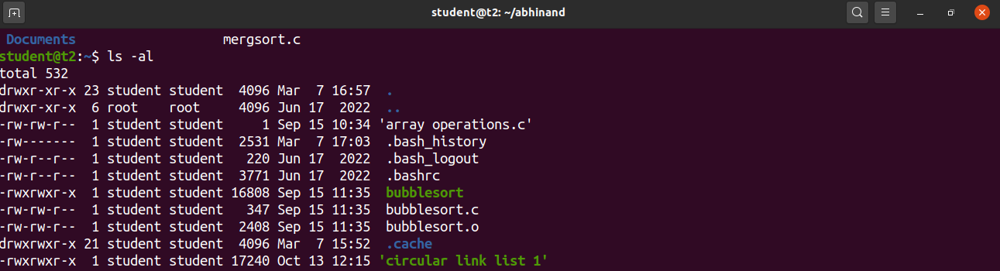 student@t2: ~/abhinand
Documents mergsort.c
student@t2:~$ ls -al
total 532
drwxr-xr-x 23 student student  4096 Mar  7 16:57  .
drwxr-xr-x  6 root    root     4096 Jun 17  2022  ..
-rw-rw-r--  1 student student     1 Sep 15 10:34 'array operations.c'
-rw-------  1 student student  2531 Mar  7 17:03  .bash_history
-rw-r--r--  1 student student   220 Jun 17  2022  .bash_logout
-rw-r--r--  1 student student  3771 Jun 17  2022  .bashrc
-rwxrwxr-x  1 student student 16808 Sep 15 11:35  bubblesort
-rw-rw-r--  1 student student   347 Sep 15 11:35  bubblesort.c
-rw-rw-r--  1 student student  2408 Sep 15 11:35  bubblesort.o
drwxrwxr-x 21 student student  4096 Mar  7 15:52  .cache
-rwxrwxr-x  1 student student 17240 Oct 13 12:15 'circular link list 1'